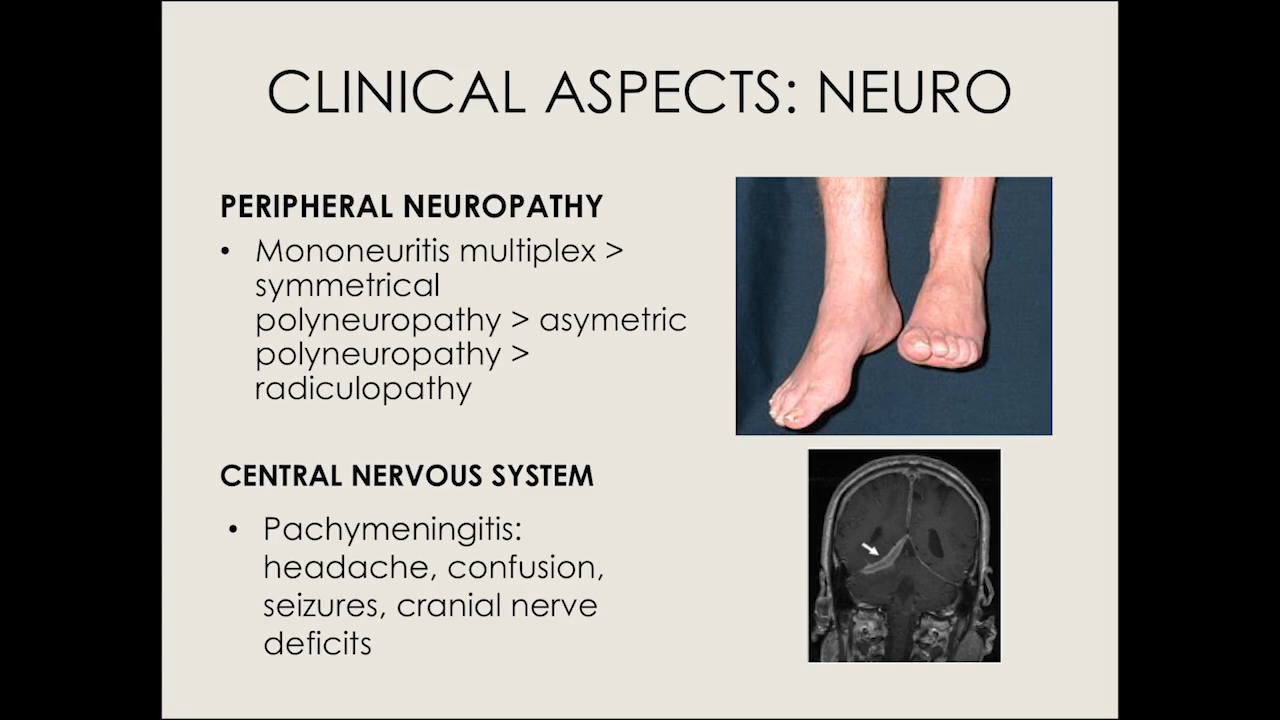 CLINICAL ASPECTS: NEURO
PERIPHERAL NEUROPATHY
• Mononeuritis multiplex >
symmetrical
polyneuropathy > asymetric
polyneuropathy >
radiculopathy
CENTRAL NERVOUS SYSTEM
• Pachymeningitis:
headache, confusion,
seizures, cranial nerve
deficits